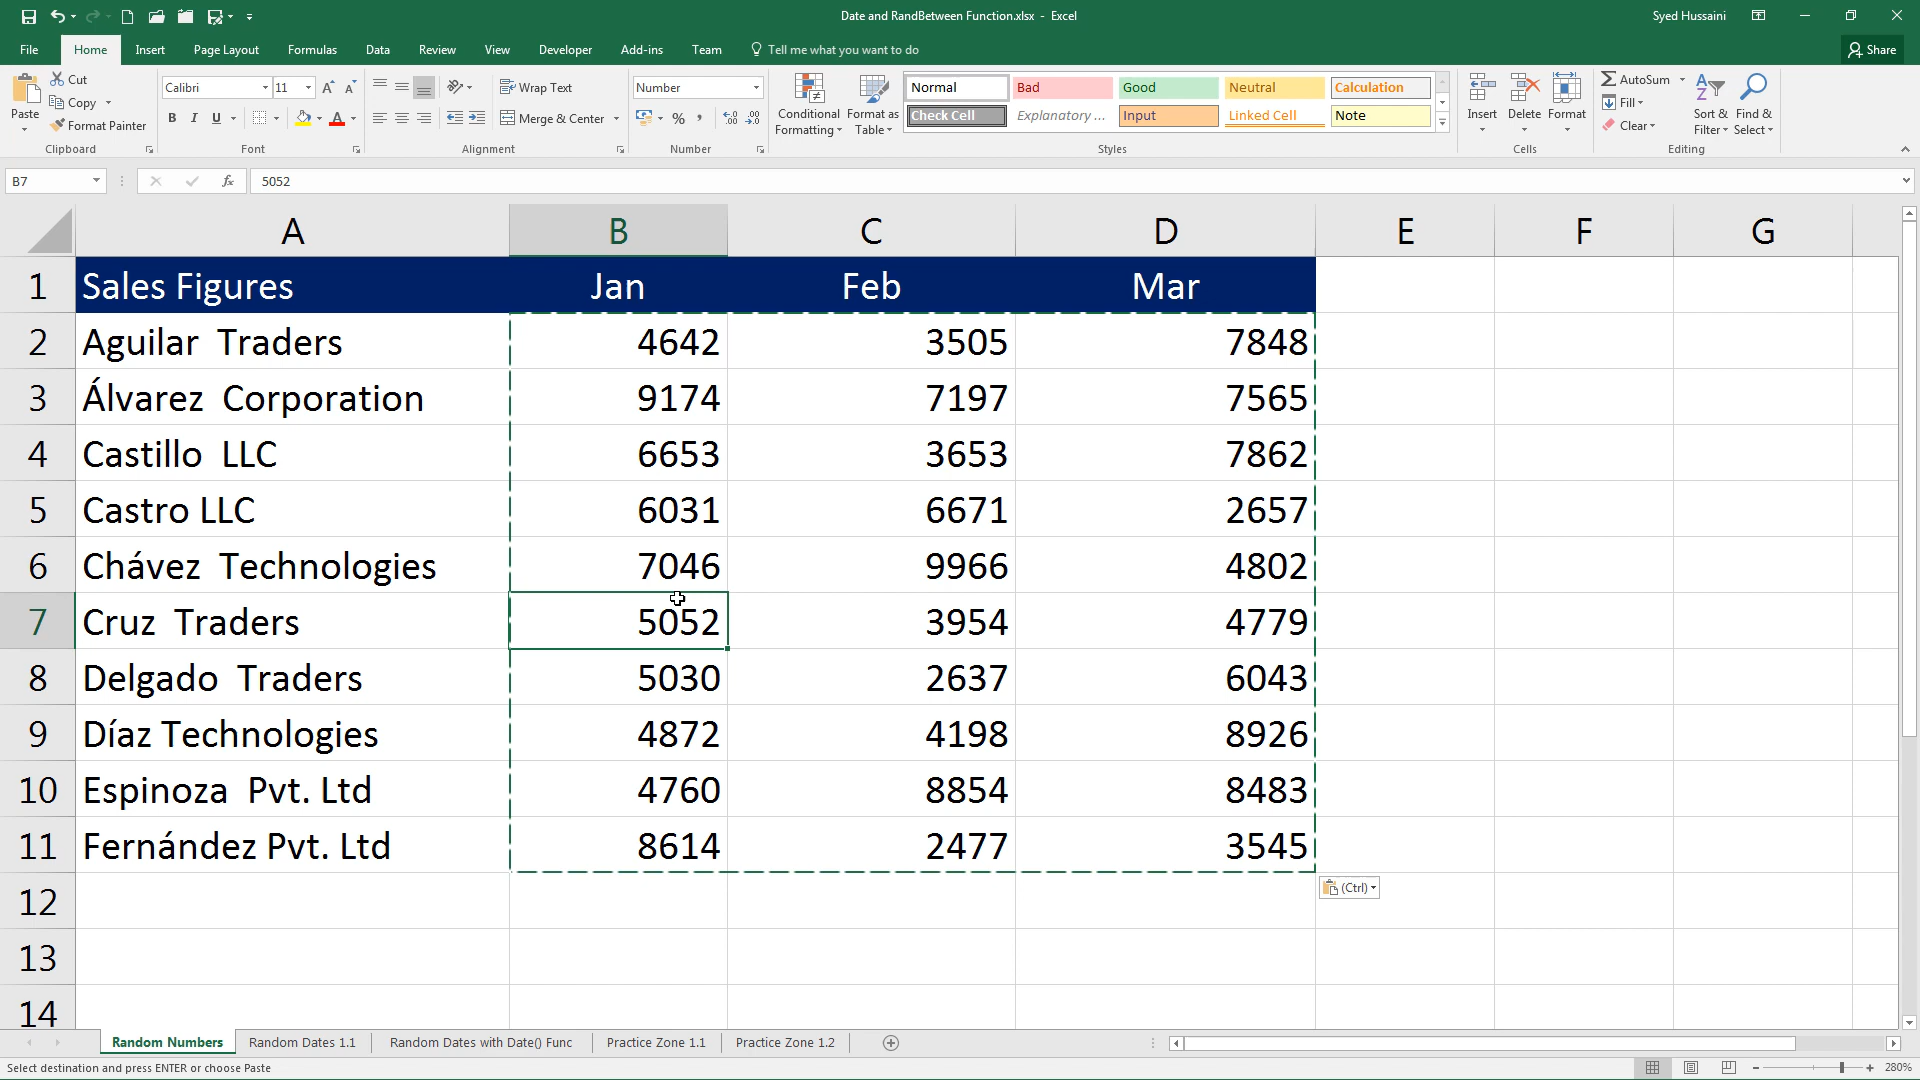 Date and RandBetween Function.xlsx - Excel
Syed Hussaini
File Home Insert Page Layout Formulas Data Review View Developer Add-ins Team Tell me what you want to do Share
Paste
Cut
Copy
Format Painter
Clipboard
Calibri 11
B I U
Font
Wrap Text
Merge & Center
Alignment
Number
%
Number
Conditional Formatting
Format as Table
Normal Bad Good Neutral Calculation
Check Cell Explanatory ... Input Linked Cell Note
Styles
Insert Delete Format
Cells
AutoSum
Fill
Clear
Sort & Filter
Find & Select
Editing
B7 fx 5052
A B C D E F G
1 Sales Figures Jan Feb Mar
2 Aguilar Traders 4642 3505 7848
3 Álvarez Corporation 9174 7197 7565
4 Castillo LLC 6653 3653 7862
5 Castro LLC 6031 6671 2657
6 Chávez Technologies 7046 9966 4802
7 Cruz Traders 5052 3954 4779
8 Delgado Traders 5030 2637 6043
9 Díaz Technologies 4872 4198 8926
10 Espinoza Pvt. Ltd 4760 8854 8483
11 Fernández Pvt. Ltd 8614 2477 3545
(Ctrl)
12
13
14
Random Numbers Random Dates 1.1 Random Dates with Date() Func Practice Zone 1.1 Practice Zone 1.2
Select destination and press ENTER or choose Paste
280%